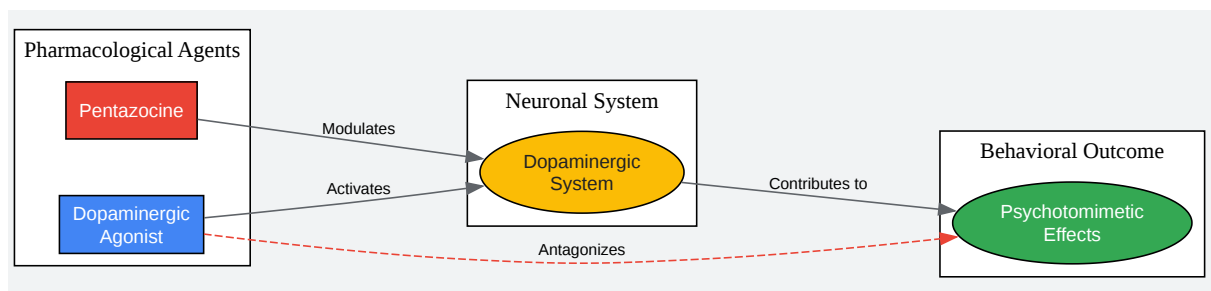 Pharmacological Agents
Pentazocine
Dopaminergic
Agonist
Modulates
Activates
Antagonizes
Neuronal System
Dopaminergic
System
Contributes to
Behavioral Outcome
Psychotomimetic
Effects